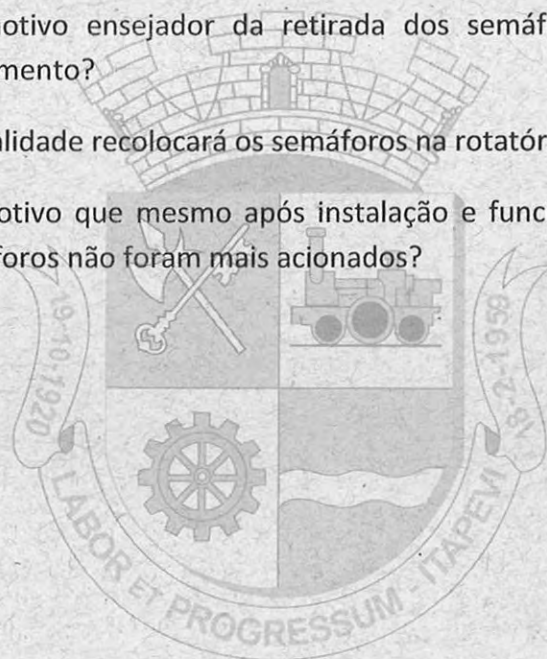 otivo ensejador da retirada dos semáf
mento?
alidade recolocará os semáforos na rotatór
otivo que mesmo após instalação e func
foros não foram mais acionados?
19-10-1920
18-2-1959
LABOR ET PROGRESSUM - ITAPEVI